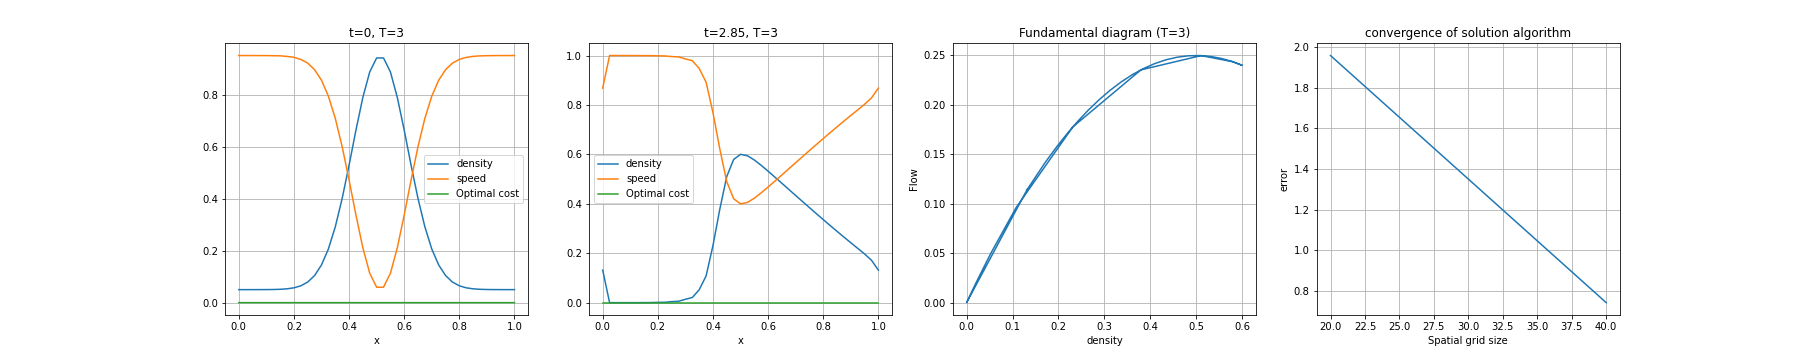 t=0, T=3
0.8
0.6
0.4
0.2
0.0
density
speed
Optimal cost
0.0 0.2 0.4 0.6 0.8 1.0
x
t=2.85, T=3
1.0
0.8
0.6
0.4
0.2
0.0
density
speed
Optimal cost
0.0 0.2 0.4 0.6 0.8 1.0
x
Fundamental diagram (T=3)
Flow
0.25
0.20
0.15
0.10
0.05
0.00
0.0 0.1 0.2 0.3 0.4 0.5 0.6
density
convergence of solution algorithm
error
2.0
1.8
1.6
1.4
1.2
1.0
0.8
20.0 22.5 25.0 27.5 30.0 32.5 35.0 37.5 40.0
Spatial grid size